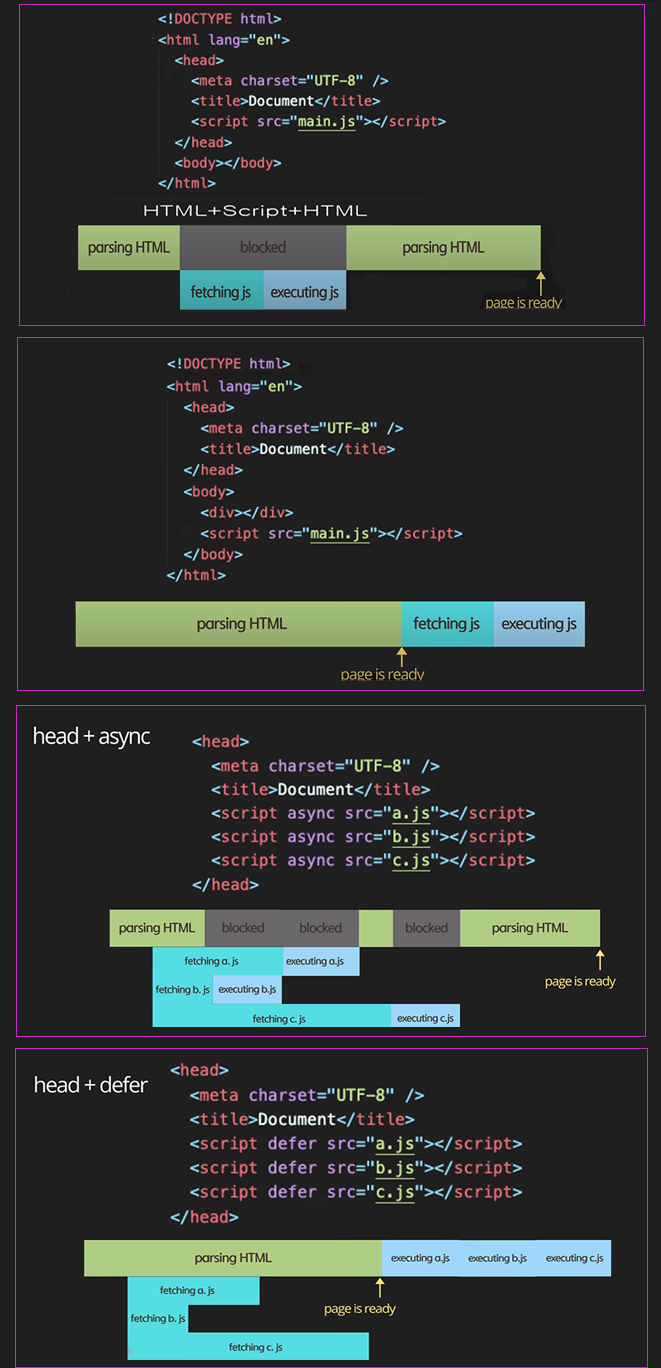 <!DOCTYPE html>
<html lang="en">
<head>
<meta charset="UTF-8" />
<title>Document</title>
<script src="main.js"></script>
</head>
<body></body>
</html>
HTML+Script+HTML
parsing HTML blocked parsing HTML
fetching js executing js
page is ready
<!DOCTYPE html>
<html lang="en">
<head>
<meta charset="UTF-8" />
<title>Document</title>
</head>
<body>
<div></div>
<script src="main.js"></script>
</body>
</html>
parsing HTML fetching js executing js
page is ready
head + async
<head>
<meta charset="UTF-8" />
<title>Document</title>
<script async src="a.js"></script>
<script async src="b.js"></script>
<script async src="c.js"></script>
</head>
parsing HTML blocked blocked blocked parsing HTML
fetching a. js executing a.js
fetching b. js executing b.js
fetching c. js executing c.js
page is ready
head + defer
<head>
<meta charset="UTF-8" />
<title>Document</title>
<script defer src="a.js"></script>
<script defer src="b.js"></script>
<script defer src="c.js"></script>
</head>
parsing HTML executing a.js executing b.js executing c.js
fetching a. js
page is ready
fetching b. js
fetching c. js